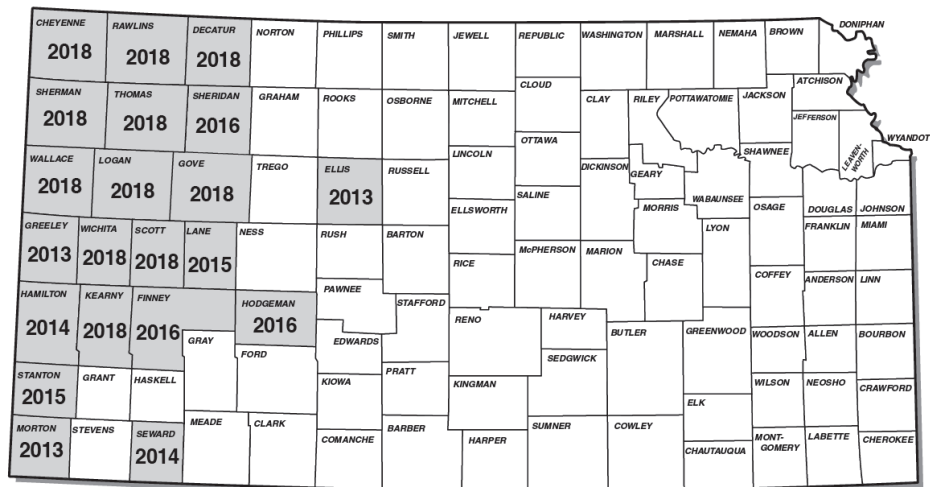 CHEYENNE
2018
RAWLINS
2018
DECATUR
2018
NORTON
PHILLIPS
SMITH
JEWELL
REPUBLIC
WASHINGTON
MARSHALL
NEMAHA
BROWN
DONIPHAN
SHERMAN
2018
THOMAS
2018
SHERIDAN
2016
GRAHAM
ROOKS
OSBORNE
MITCHELL
CLOUD
CLAY
RILEY
POTTAWATOMIE
JACKSON
ATCHISON
JEFFERSON
LEAVEN-
WORTH
WYANDOT
WALLACE
2018
LOGAN
2018
GOVE
2018
TREGO
ELLIS
2013
RUSSELL
LINCOLN
OTTAWA
DICKINSON
GEARY
WABAUNSEE
SHAWNEE
DOUGLAS
JOHNSON
GREELEY
2013
WICHITA
2018
SCOTT
2018
LANE
2015
NESS
RUSH
BARTON
ELLSWORTH
SALINE
MORRIS
OSAGE
LYON
FRANKLIN
MIAMI
RICE
McPHERSON
MARION
CHASE
COFFEY
ANDERSON
LINN
HAMILTON
2014
KEARNY
2018
FINNEY
2016
HODGEMAN
2016
PAWNEE
STAFFORD
EDWARDS
RENO
HARVEY
BUTLER
GREENWOOD
WOODSON
ALLEN
BOURBON
GRAY
FORD
SEDGWICK
STANTON
2015
GRANT
HASKELL
KIOWA
PRATT
KINGMAN
ELK
WILSON
NEOSHO
CRAWFORD
MORTON
2013
STEVENS
SEWARD
2014
MEADE
CLARK
COMANCHE
BARBER
HARPER
SUMNER
COWLEY
CHAUTAUQUA
MONT-
GOMERY
LABETTE
CHEROKEE